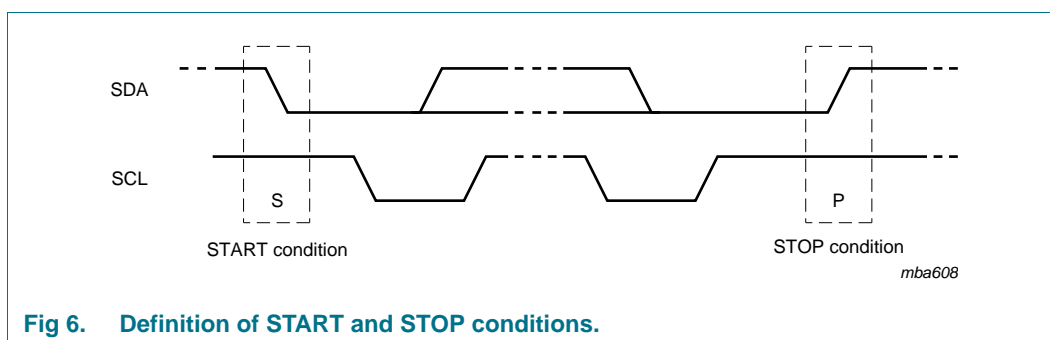 SDA
SCL
S
P
START condition
STOP condition
mba608
Fig 6. Definition of START and STOP conditions.